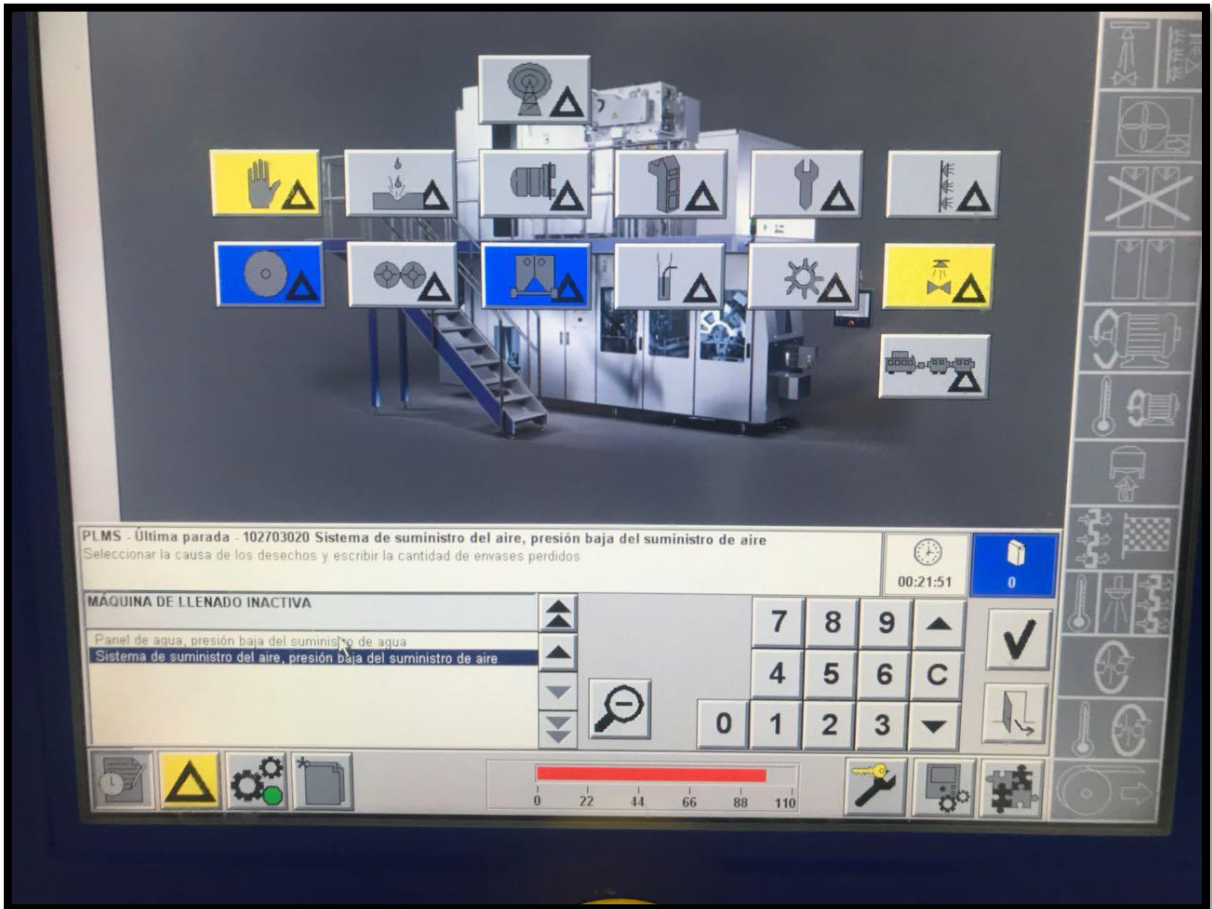 PLMS - Última parada - 102703020 Sistema de suministro del aire, presión baja del suministro de aire
Seleccionar la causa de los desechos y escribir la cantidad de envases perdidos
00:21:51
0
MÁQUINA DE LLENADO INACTIVA
Panel de agua, presión baja del suministro de agua
Sistema de suministro del aire, presión baja del suministro de aire
7 8 9
4 5 6 C
0 1 2 3
0 22 44 66 88 110